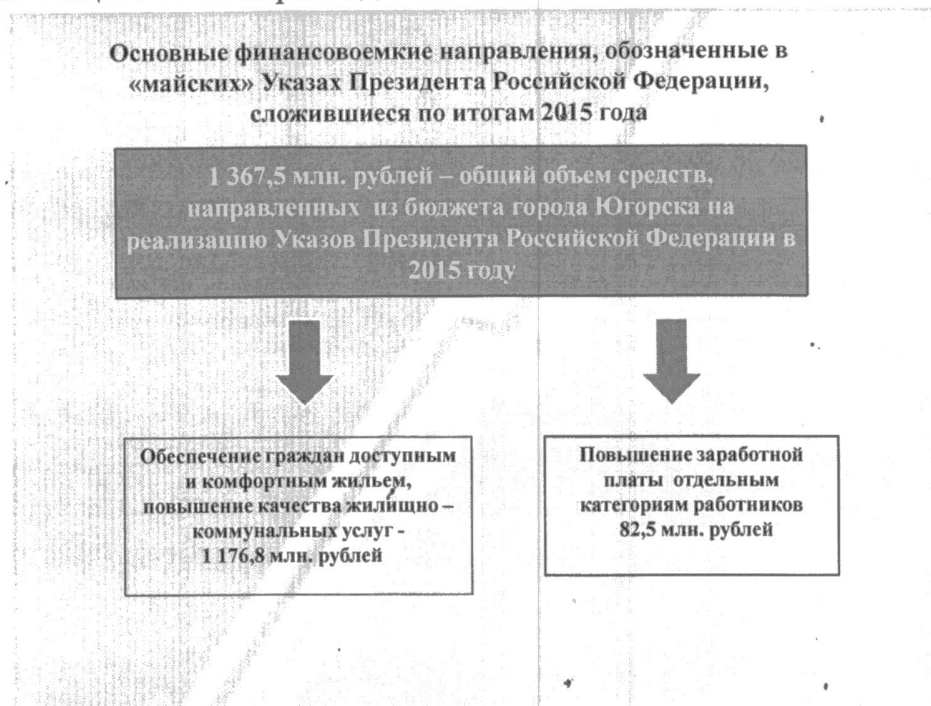 Основные финансовоемкие направления, обозначенные в
«майских» Указах Президента Российской Федерации,
сложившиеся по итогам 2015 года
1 367,5 млн. рублей – общий объем средств,
направленных из бюджета города Югорска на
реализацию Указов Президента Российской Федерации в
2015 году
Обеспечение граждан доступным
и комфортным жильем,
повышение качества жилищно –
коммунальных услуг -
1 176,8 млн. рублей
Повышение заработной
платы отдельным
категориям работников
82,5 млн. рублей